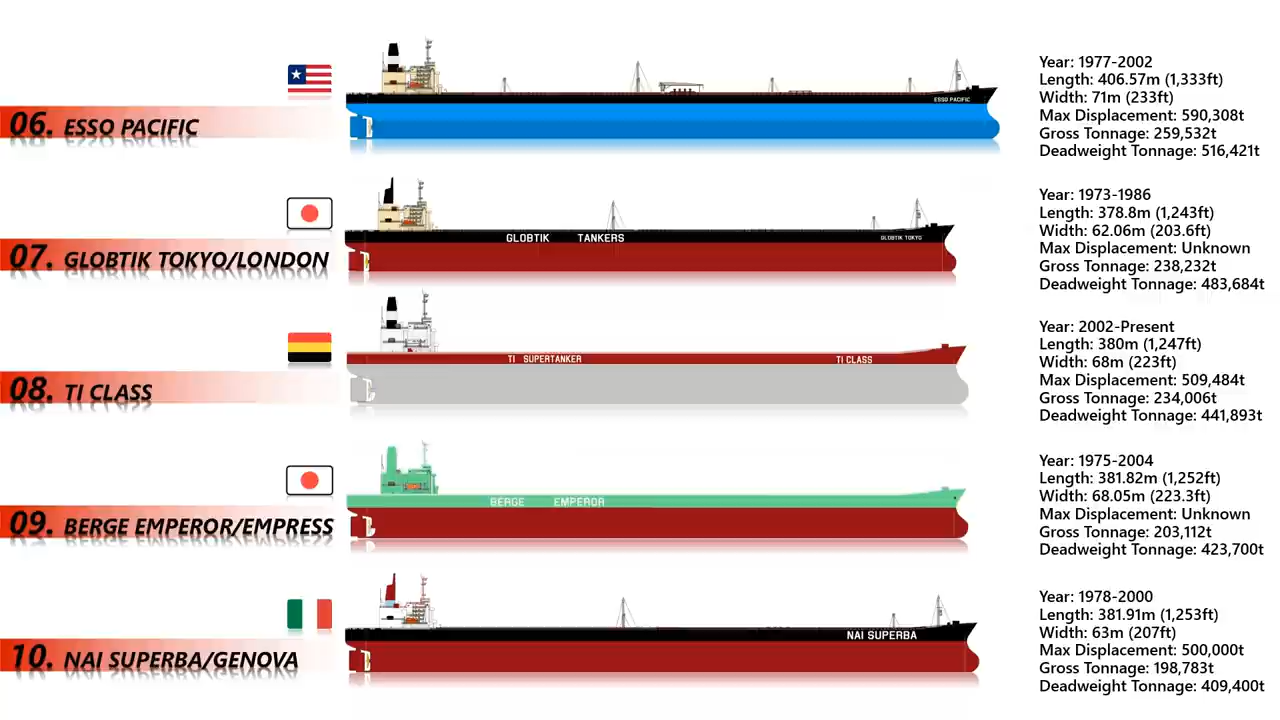 06. ESSO PACIFIC
ESSO PACIFIC
Year: 1977-2002
Length: 406.57m (1,333ft)
Width: 71m (233ft)
Max Displacement: 590,308t
Gross Tonnage: 259,532t
Deadweight Tonnage: 516,421t
07. GLOBTIK TOKYO/LONDON
GLOBTIK TANKERS
GLOBTIK TOKYO
Year: 1973-1986
Length: 378.8m (1,243ft)
Width: 62.06m (203.6ft)
Max Displacement: Unknown
Gross Tonnage: 238,232t
Deadweight Tonnage: 483,684t
08. TI CLASS
TI SUPERTANKER
TI CLASS
Year: 2002-Present
Length: 380m (1,247ft)
Width: 68m (223ft)
Max Displacement: 509,484t
Gross Tonnage: 234,006t
Deadweight Tonnage: 441,893t
09. BERGE EMPEROR/EMPRESS
BERGE EMPEROR
Year: 1975-2004
Length: 381.82m (1,252ft)
Width: 68.05m (223.3ft)
Max Displacement: Unknown
Gross Tonnage: 203,112t
Deadweight Tonnage: 423,700t
10. NAI SUPERBA/GENOVA
NAI SUPERBA
Year: 1978-2000
Length: 381.91m (1,253ft)
Width: 63m (207ft)
Max Displacement: 500,000t
Gross Tonnage: 198,783t
Deadweight Tonnage: 409,400t